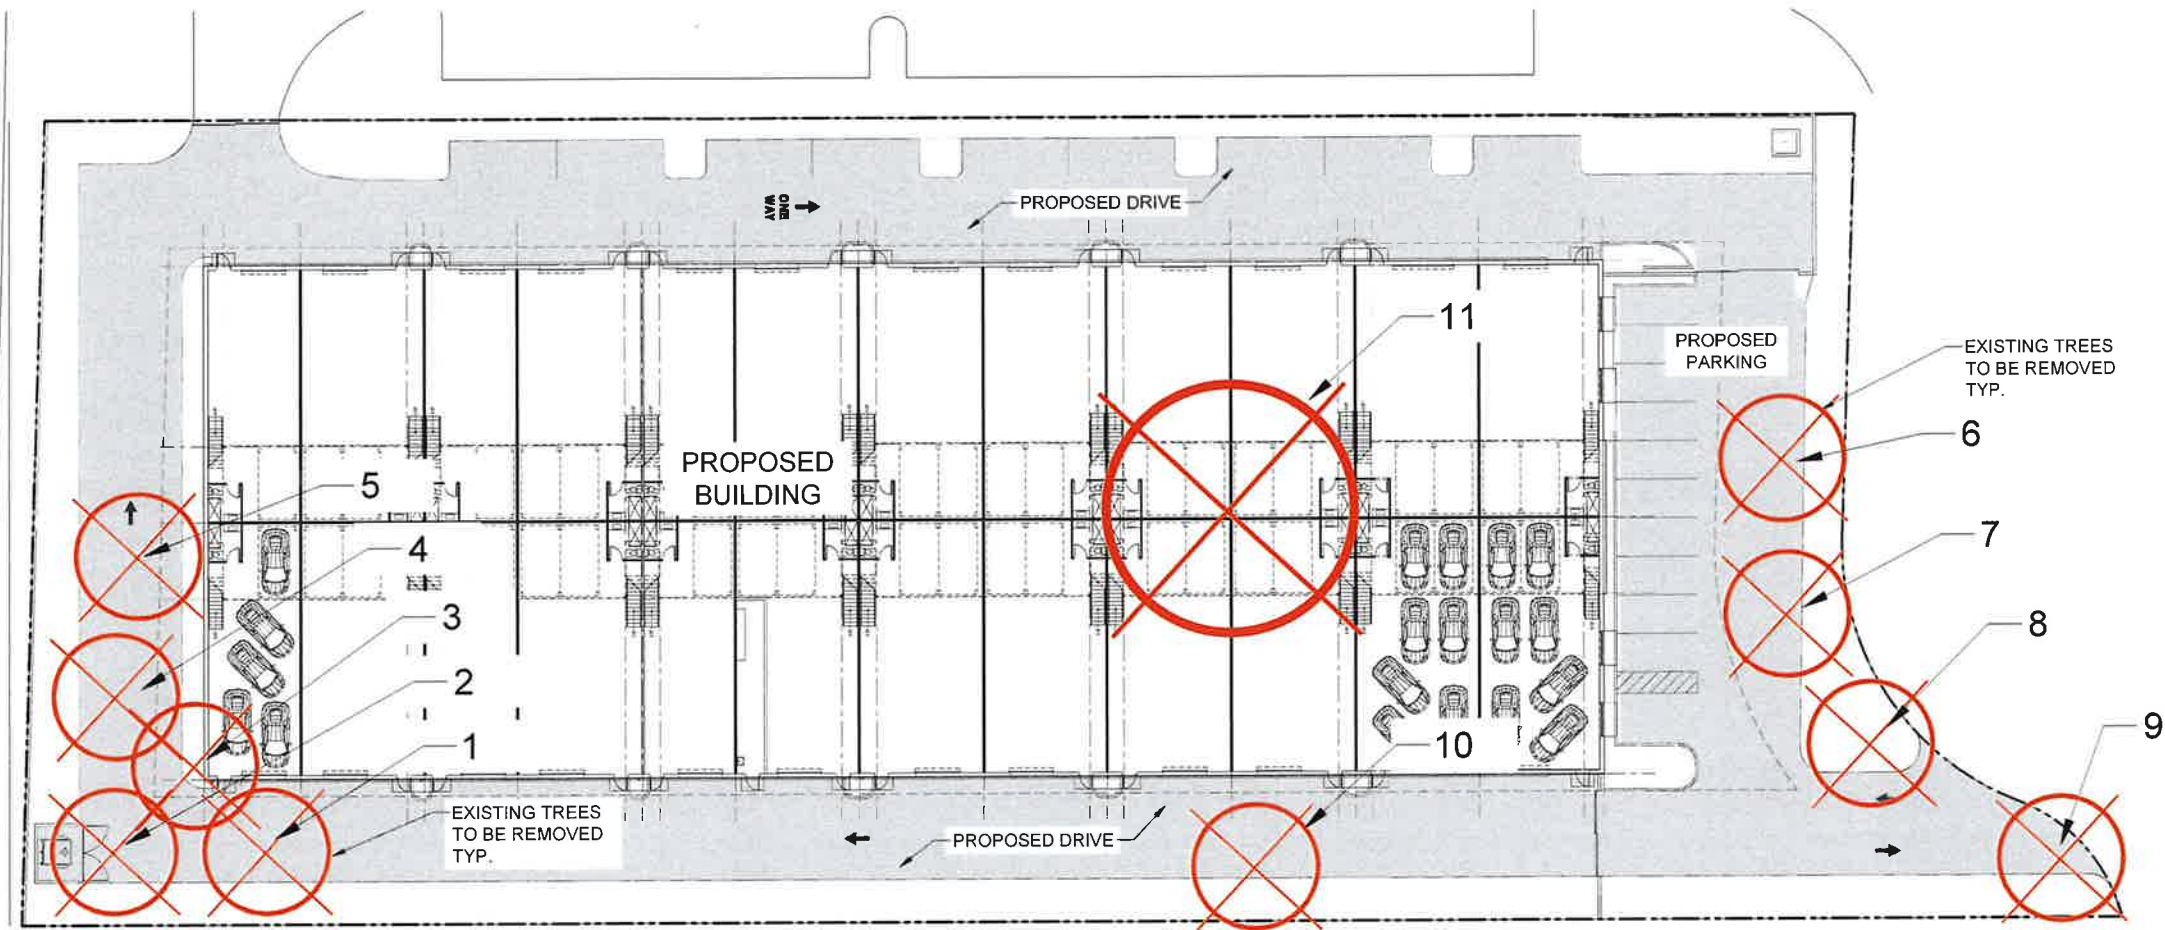 ONE
WAY
PROPOSED DRIVE
11
PROPOSED
PARKING
EXISTING TREES
TO BE REMOVED
TYP.
6
PROPOSED
BUILDING
5
4
7
3
8
2
1
10
9
EXISTING TREES
TO BE REMOVED
TYP.
PROPOSED DRIVE